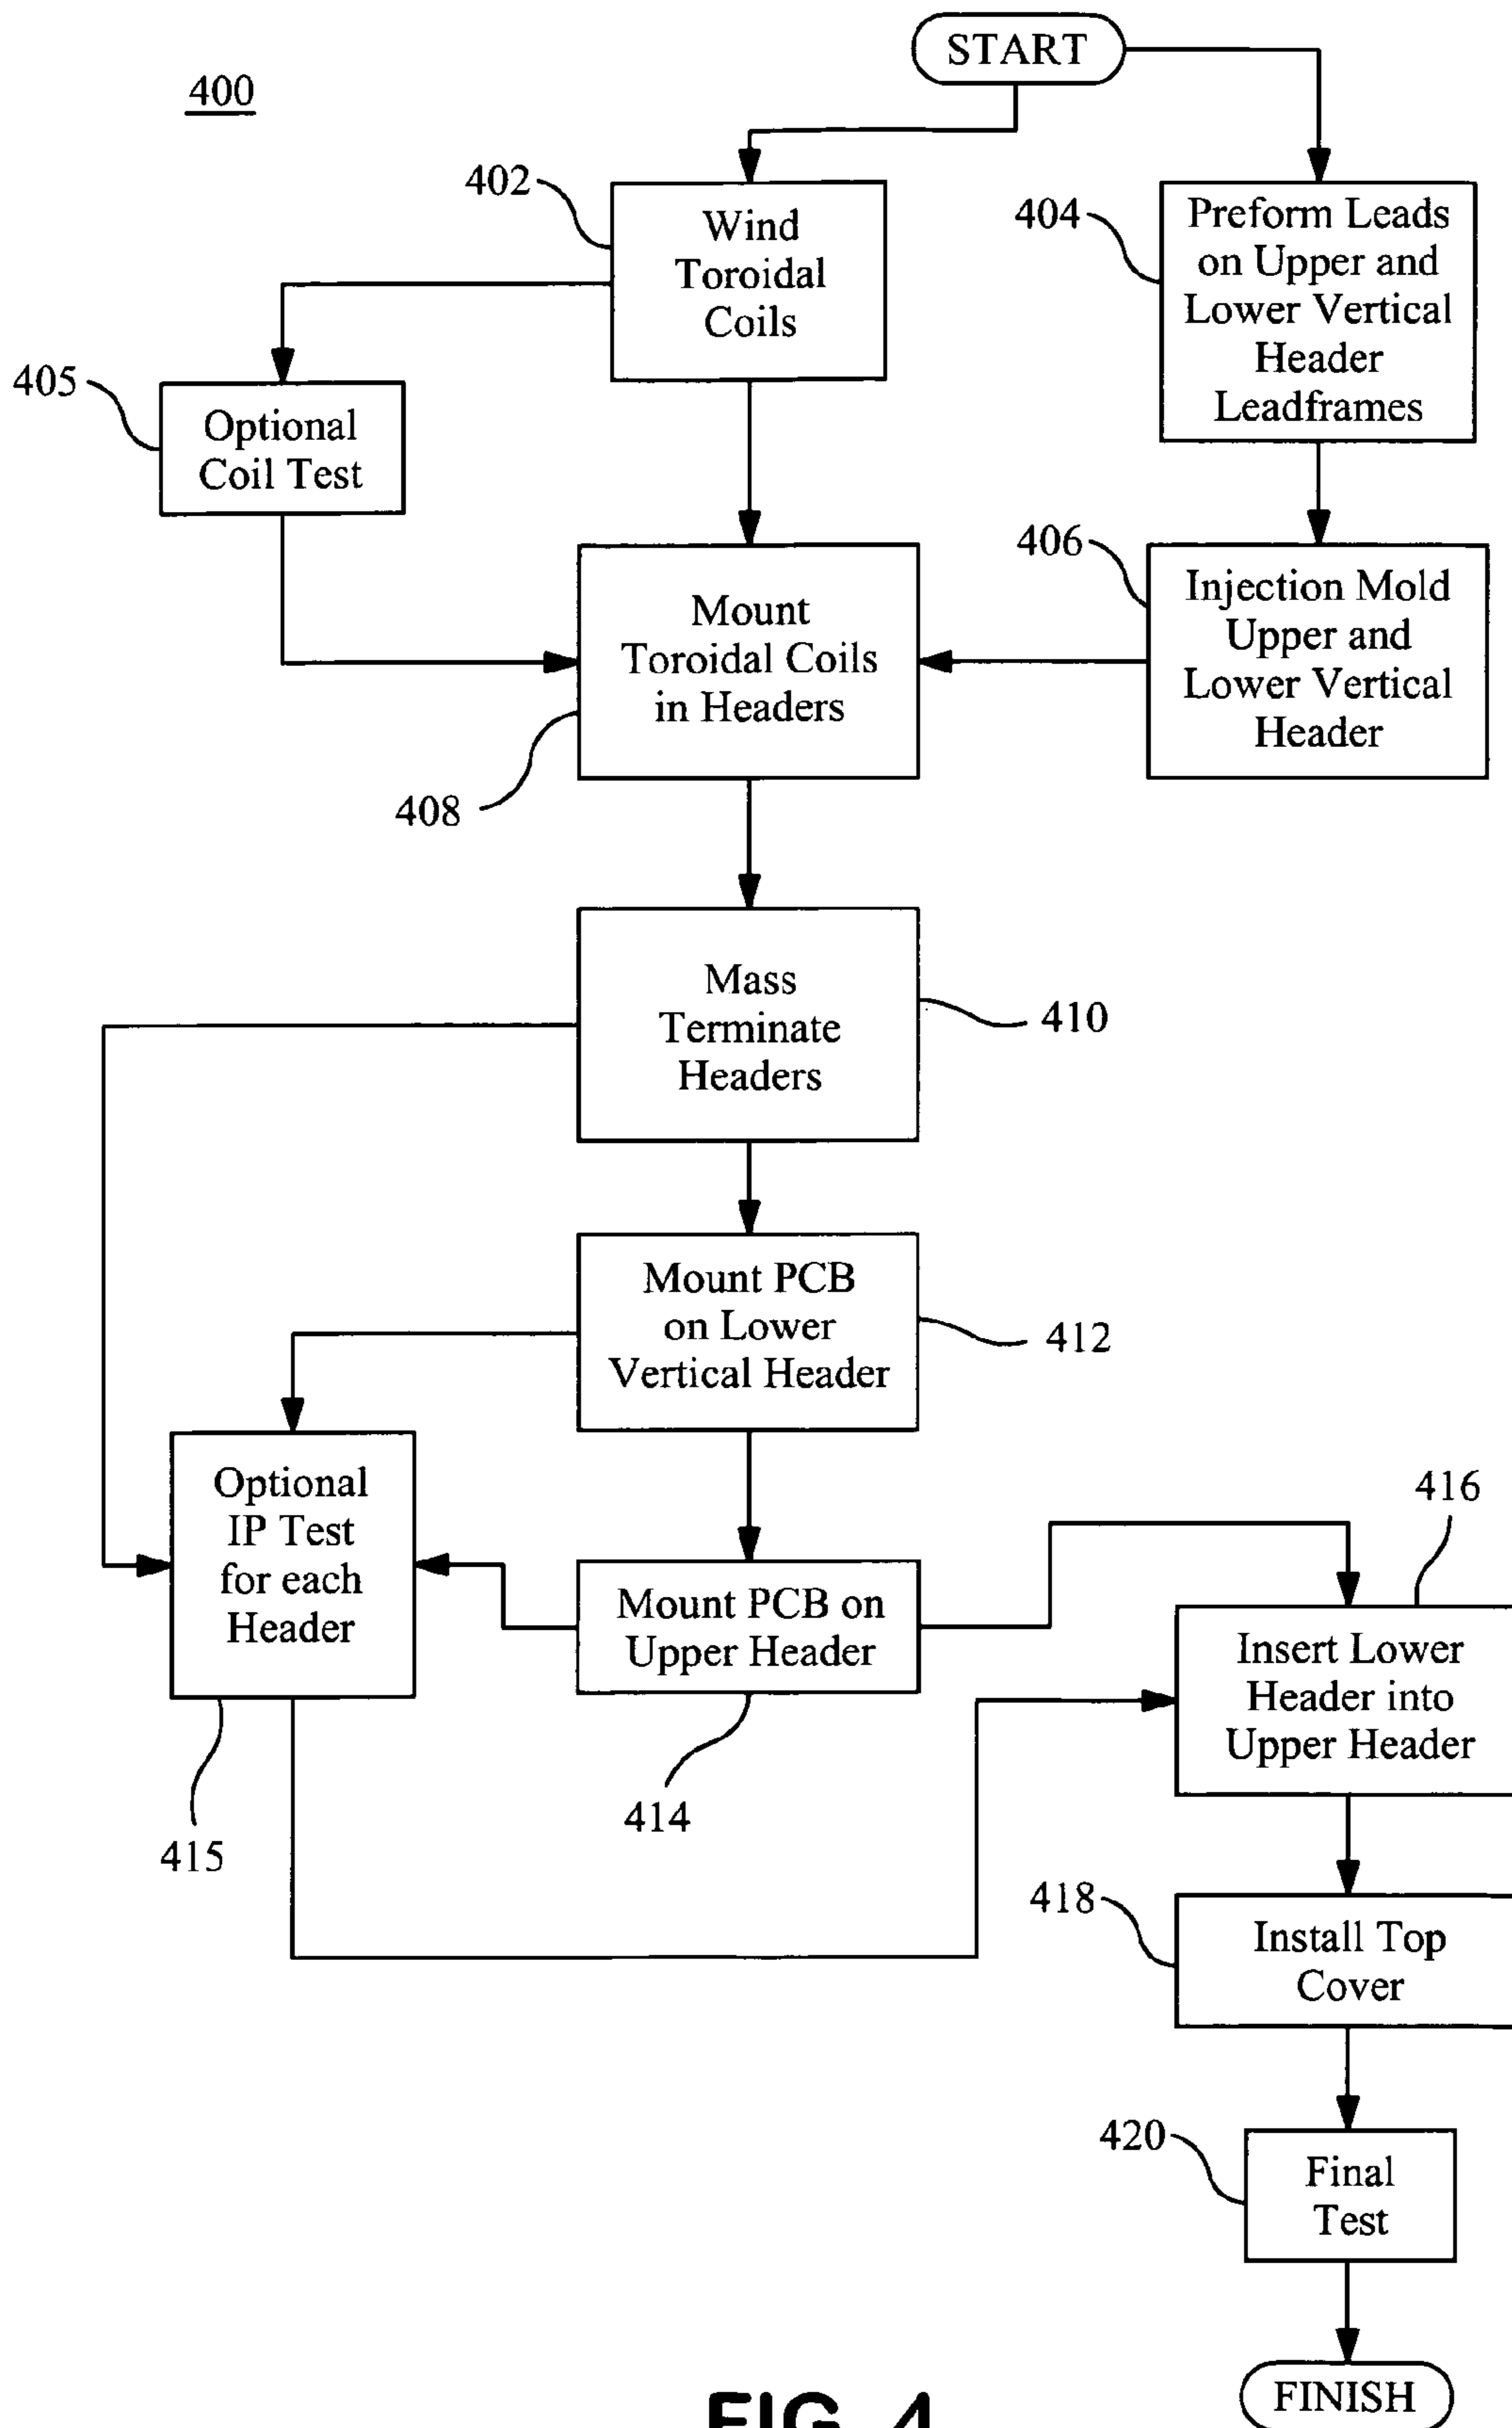 START
400
402
Wind
Toroidal
Coils
404
Preform Leads
on Upper and
Lower Vertical
Header
Leadframes
405
Optional
Coil Test
406
Injection Mold
Upper and
Lower Vertical
Header
Mount
Toroidal Coils
in Headers
408
Mass
Terminate
Headers
410
Mount PCB
on Lower
Vertical Header
412
Optional
IP Test
for each
Header
415
Mount PCB on
Upper Header
414
416
Insert Lower
Header into
Upper Header
418
Install Top
Cover
420
Final
Test
FINISH
FIG. 4